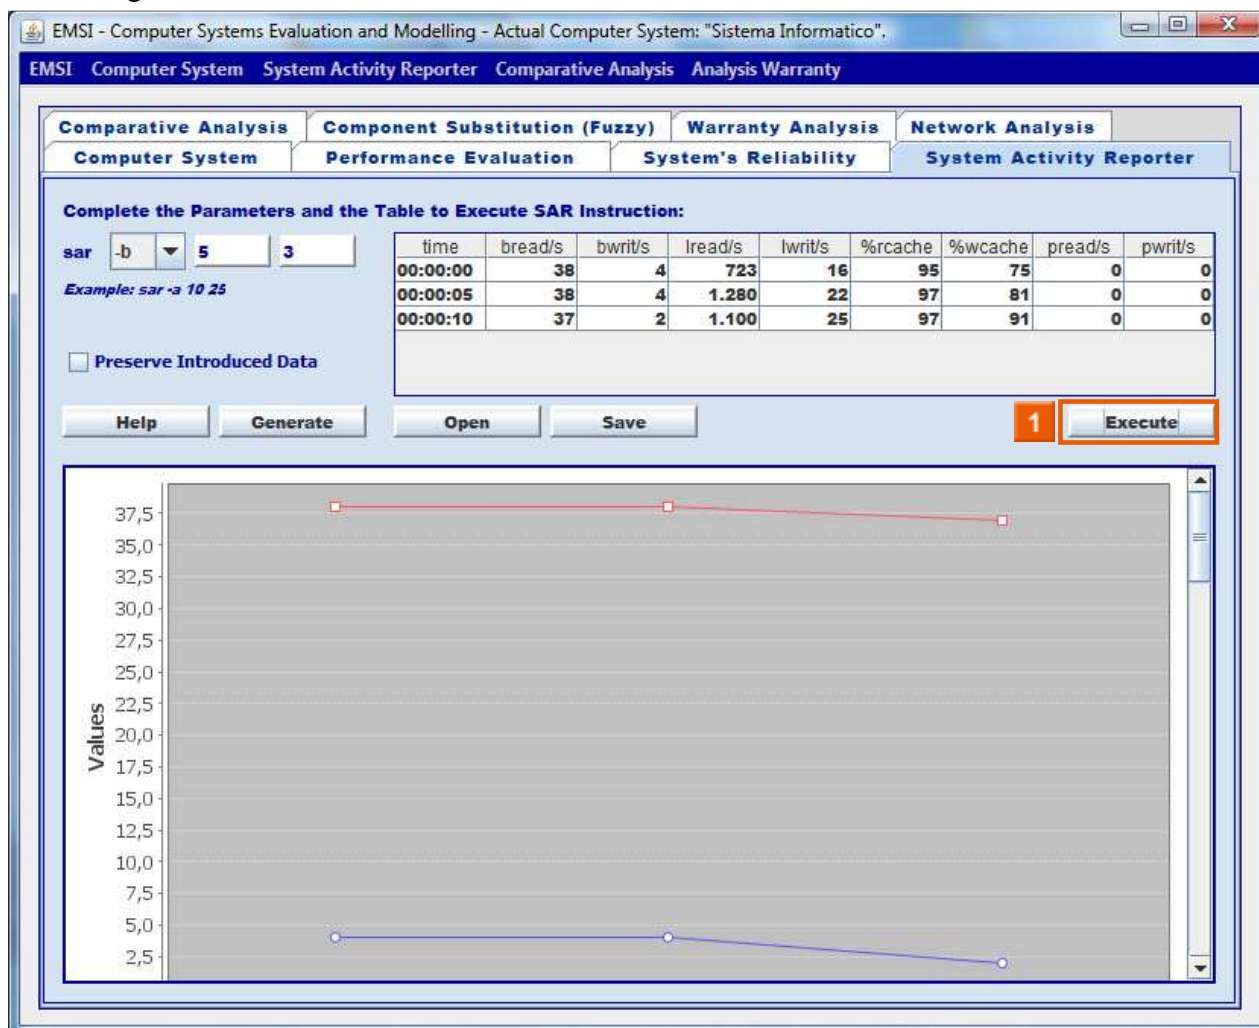 EMSI - Computer Systems Evaluation and Modelling - Actual Computer System: "Sistema Informatico".
EMSI Computer System System Activity Reporter Comparative Analysis Analysis Warranty
Comparative Analysis Component Substitution (Fuzzy) Warranty Analysis Network Analysis
Computer System Performance Evaluation System's Reliability System Activity Reporter
Complete the Parameters and the Table to Execute SAR Instruction:
sar -b 5 3
Example: sar -a 10 25
Preserve Introduced Data
time bread/s bwrit/s lread/s lwrit/s %rcache %wcache pread/s pwrit/s
00:00:00 38 4 723 16 95 75 0 0
00:00:05 38 4 1.280 22 97 81 0 0
00:00:10 37 2 1.100 25 97 91 0 0
Help Generate Open Save 1 Execute
37,5
35,0
32,5
30,0
27,5
25,0
22,5
20,0
17,5
15,0
12,5
10,0
7,5
5,0
2,5
Values